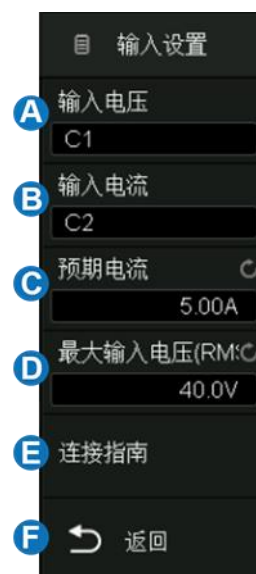 输入设置
A 输入电压
C1
B 输入电流
C2
C 预期电流
5.00A
D 最大输入电压(RMS
40.0V
E 连接指南
F 返回